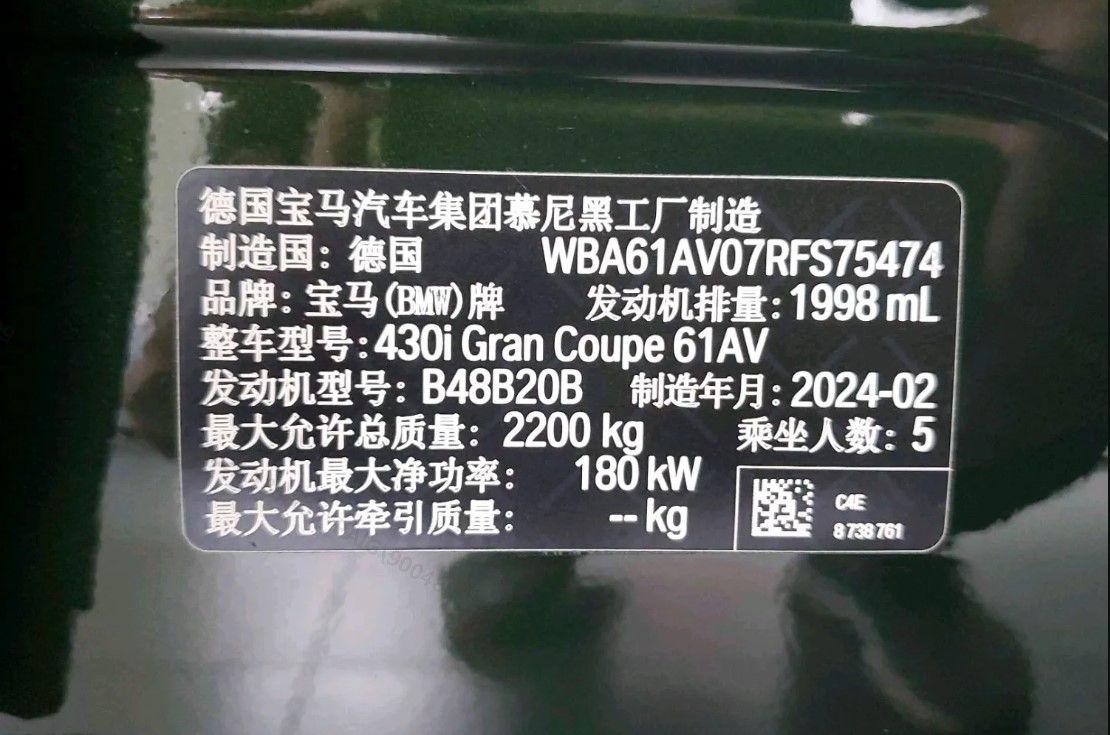 德国宝马汽车集团慕尼黑工厂制造
制造国：德国 WBA61AV07RFS75474
品牌：宝马(BMW)牌 发动机排量：1998 mL
整车型号：430i Gran Coupe 61AV
发动机型号：B48B20B 制造年月：2024-02
最大允许总质量：2200 kg 乘坐人数：5
发动机最大净功率：180 kW
最大允许牵引质量：-- kg
C4E
8738761